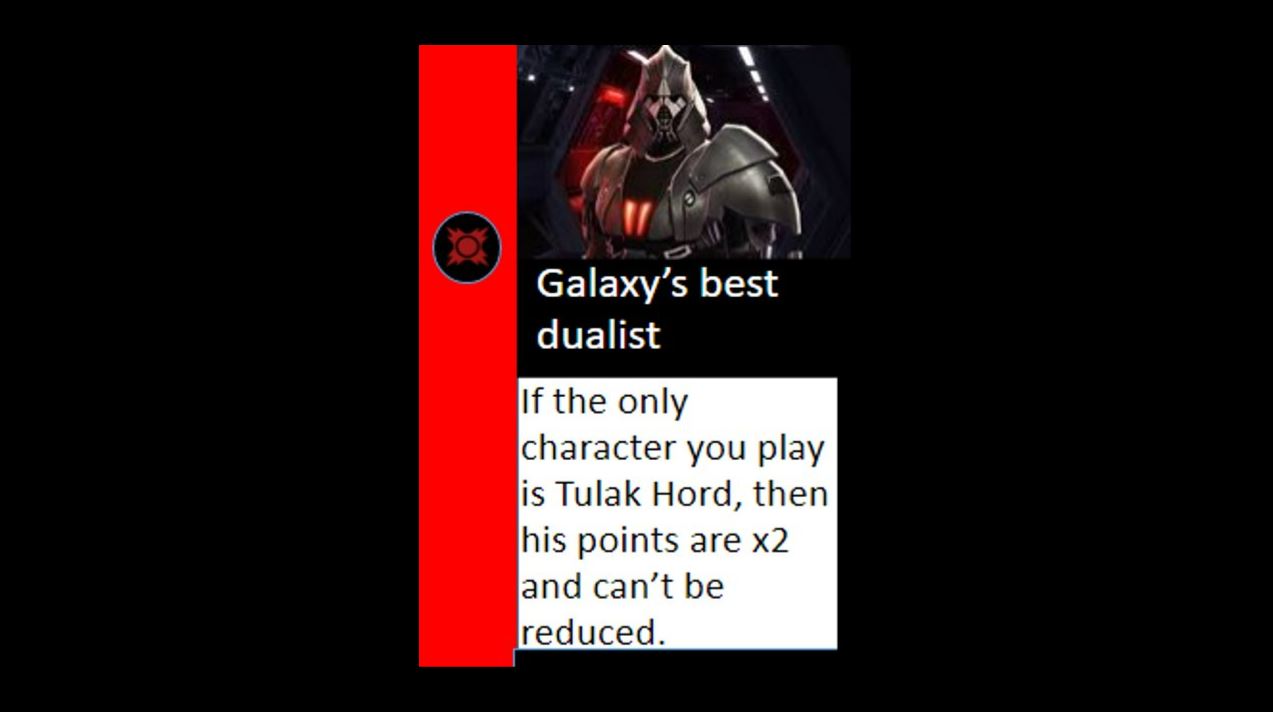 Galaxy’s best
dualist
If the only
character you play
is Tulak Hord, then
his points are x2
and can’t be
reduced.